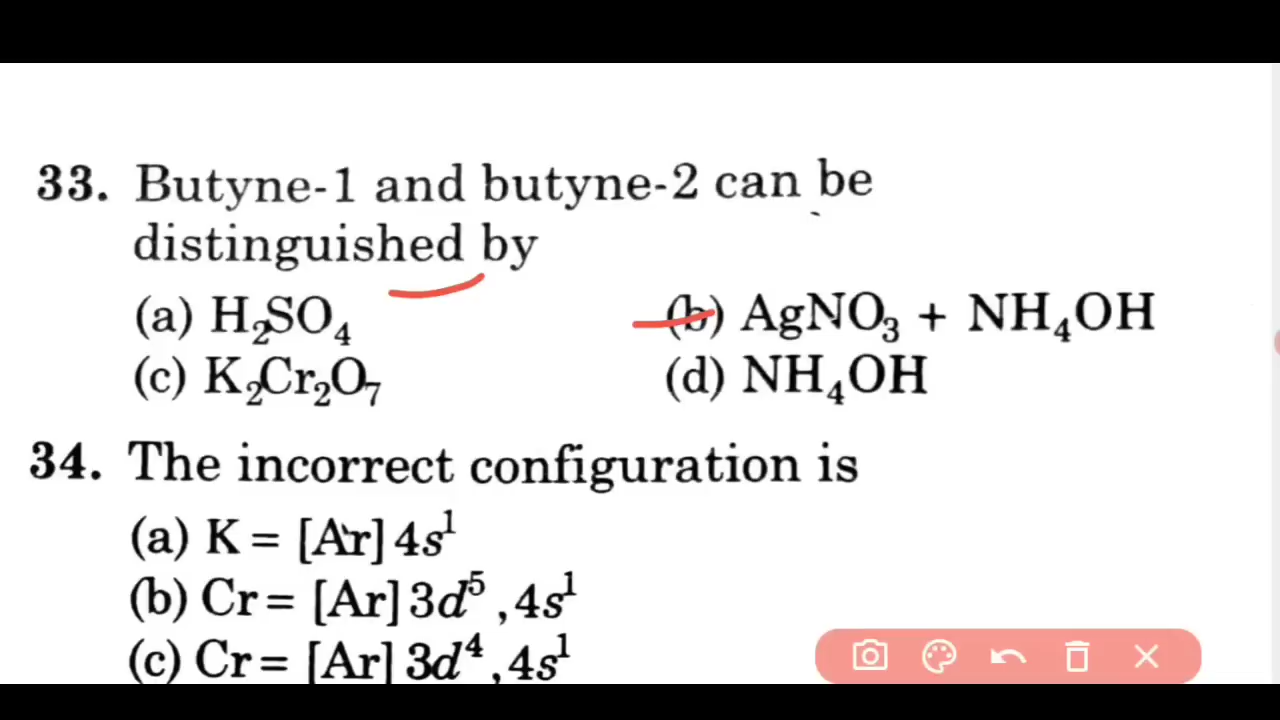 33. Butyne-1 and butyne-2 can be
distinguished by
(a) H₂SO₄ (b) AgNO₃ + NH₄OH
(c) K₂Cr₂O₇ (d) NH₄OH
34. The incorrect configuration is
(a) K = [Ar] 4s¹
(b) Cr = [Ar] 3d⁵ , 4s¹
(c) Cr = [Ar] 3d⁴ , 4s¹